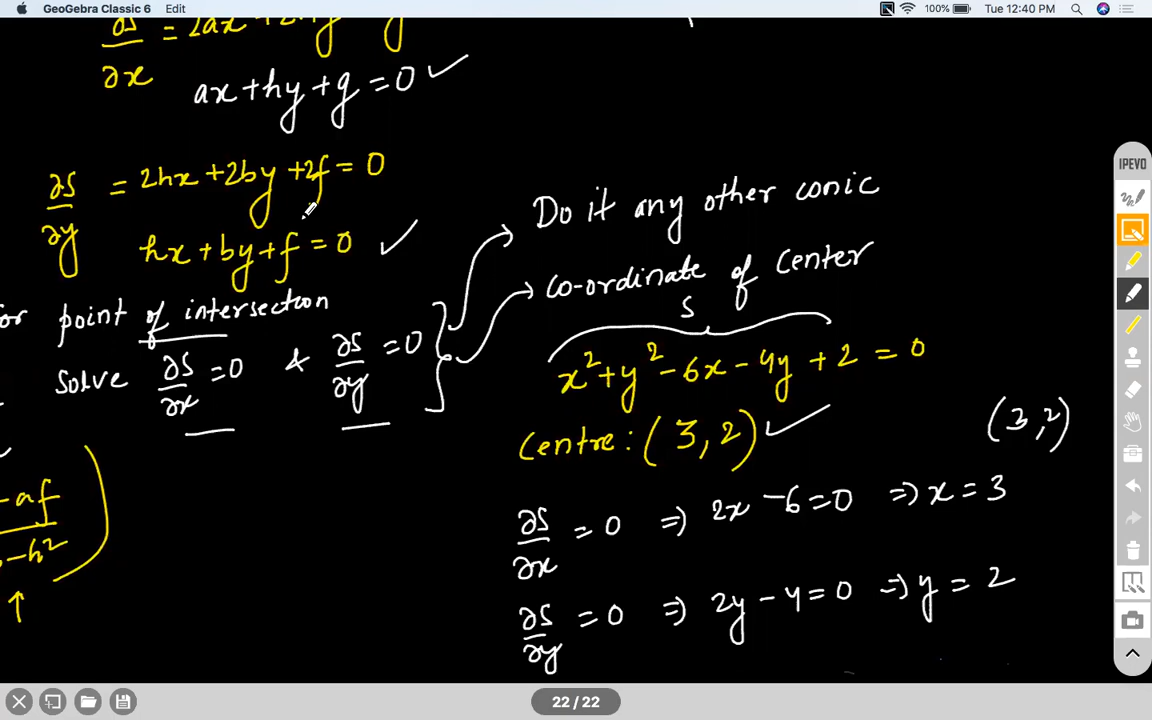 GeoGebra Classic 6 Edit
100% Tue 12:40 PM
∂S/∂x = 2ax + 2hy
ax + hy + g = 0 ✓
∂S/∂y = 2hx + 2by + 2f = 0
hx + by + f = 0 ✓
for point of intersection
Solve ∂S/∂x = 0 & ∂S/∂y = 0
-af
-h²
↑
Do it any other conic
Co-ordinate of Center
S
x² + y² - 6x - 4y + 2 = 0
Centre : (3, 2) ✓
(3, 2)
∂S/∂x = 0 ⇒ 2x - 6 = 0 ⇒ x = 3
∂S/∂y = 0 ⇒ 2y - 4 = 0 ⇒ y = 2
IPEVO
22 / 22